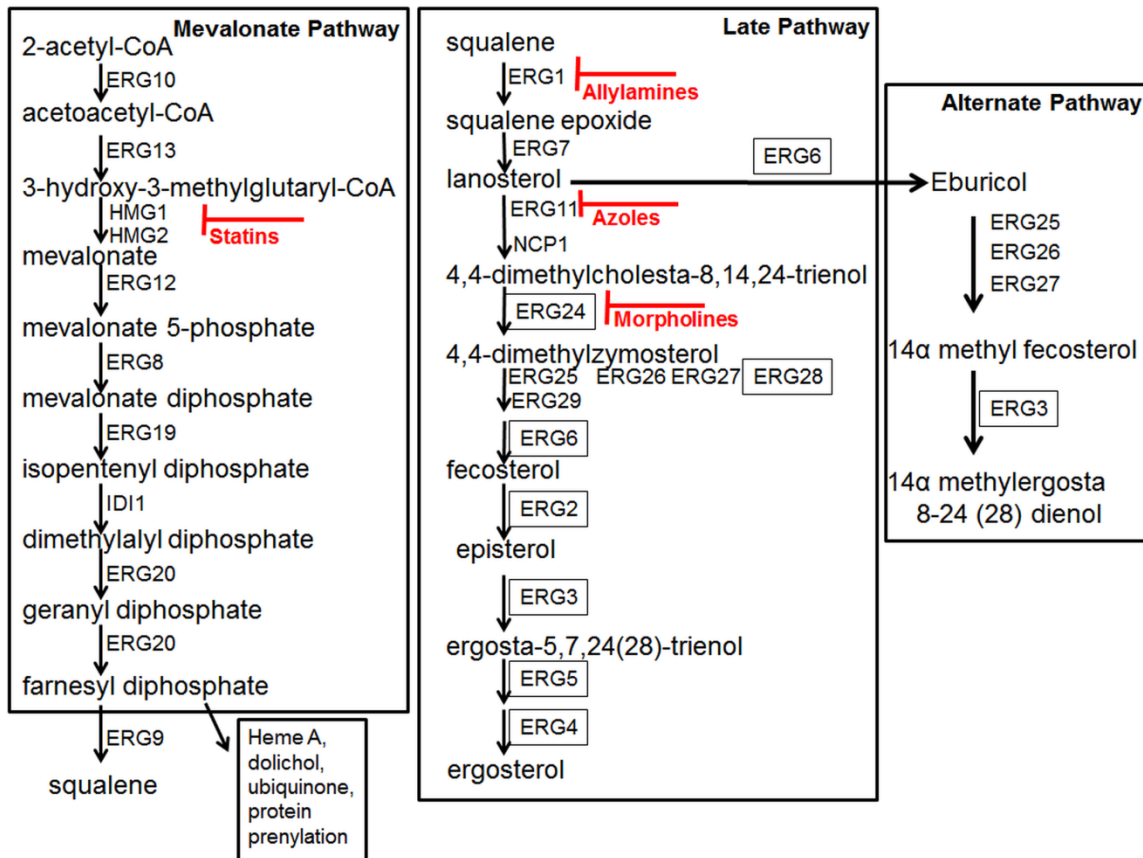 Mevalonate Pathway
2-acetyl-CoA
ERG10
acetoacetyl-CoA
ERG13
3-hydroxy-3-methylglutaryl-CoA
HMG1
HMG2
Statins
mevalonate
ERG12
mevalonate 5-phosphate
ERG8
mevalonate diphosphate
ERG19
isopentenyl diphosphate
IDI1
dimethylalyl diphosphate
ERG20
geranyl diphosphate
ERG20
farnesyl diphosphate
ERG9
squalene
Heme A,
dolichol,
ubiquinone,
protein
prenylation
Late Pathway
squalene
ERG1
Allylamines
squalene epoxide
ERG7
lanosterol
ERG6
ERG11
Azoles
NCP1
4,4-dimethylcholesta-8,14,24-trienol
ERG24
Morpholines
4,4-dimethylzymosterol
ERG25 ERG26 ERG27 ERG28
ERG29
ERG6
fecosterol
ERG2
episterol
ERG3
ergosta-5,7,24(28)-trienol
ERG5
ERG4
ergosterol
Alternate Pathway
Eburicol
ERG25
ERG26
ERG27
14α methyl fecosterol
ERG3
14α methylergosta
8-24 (28) dienol